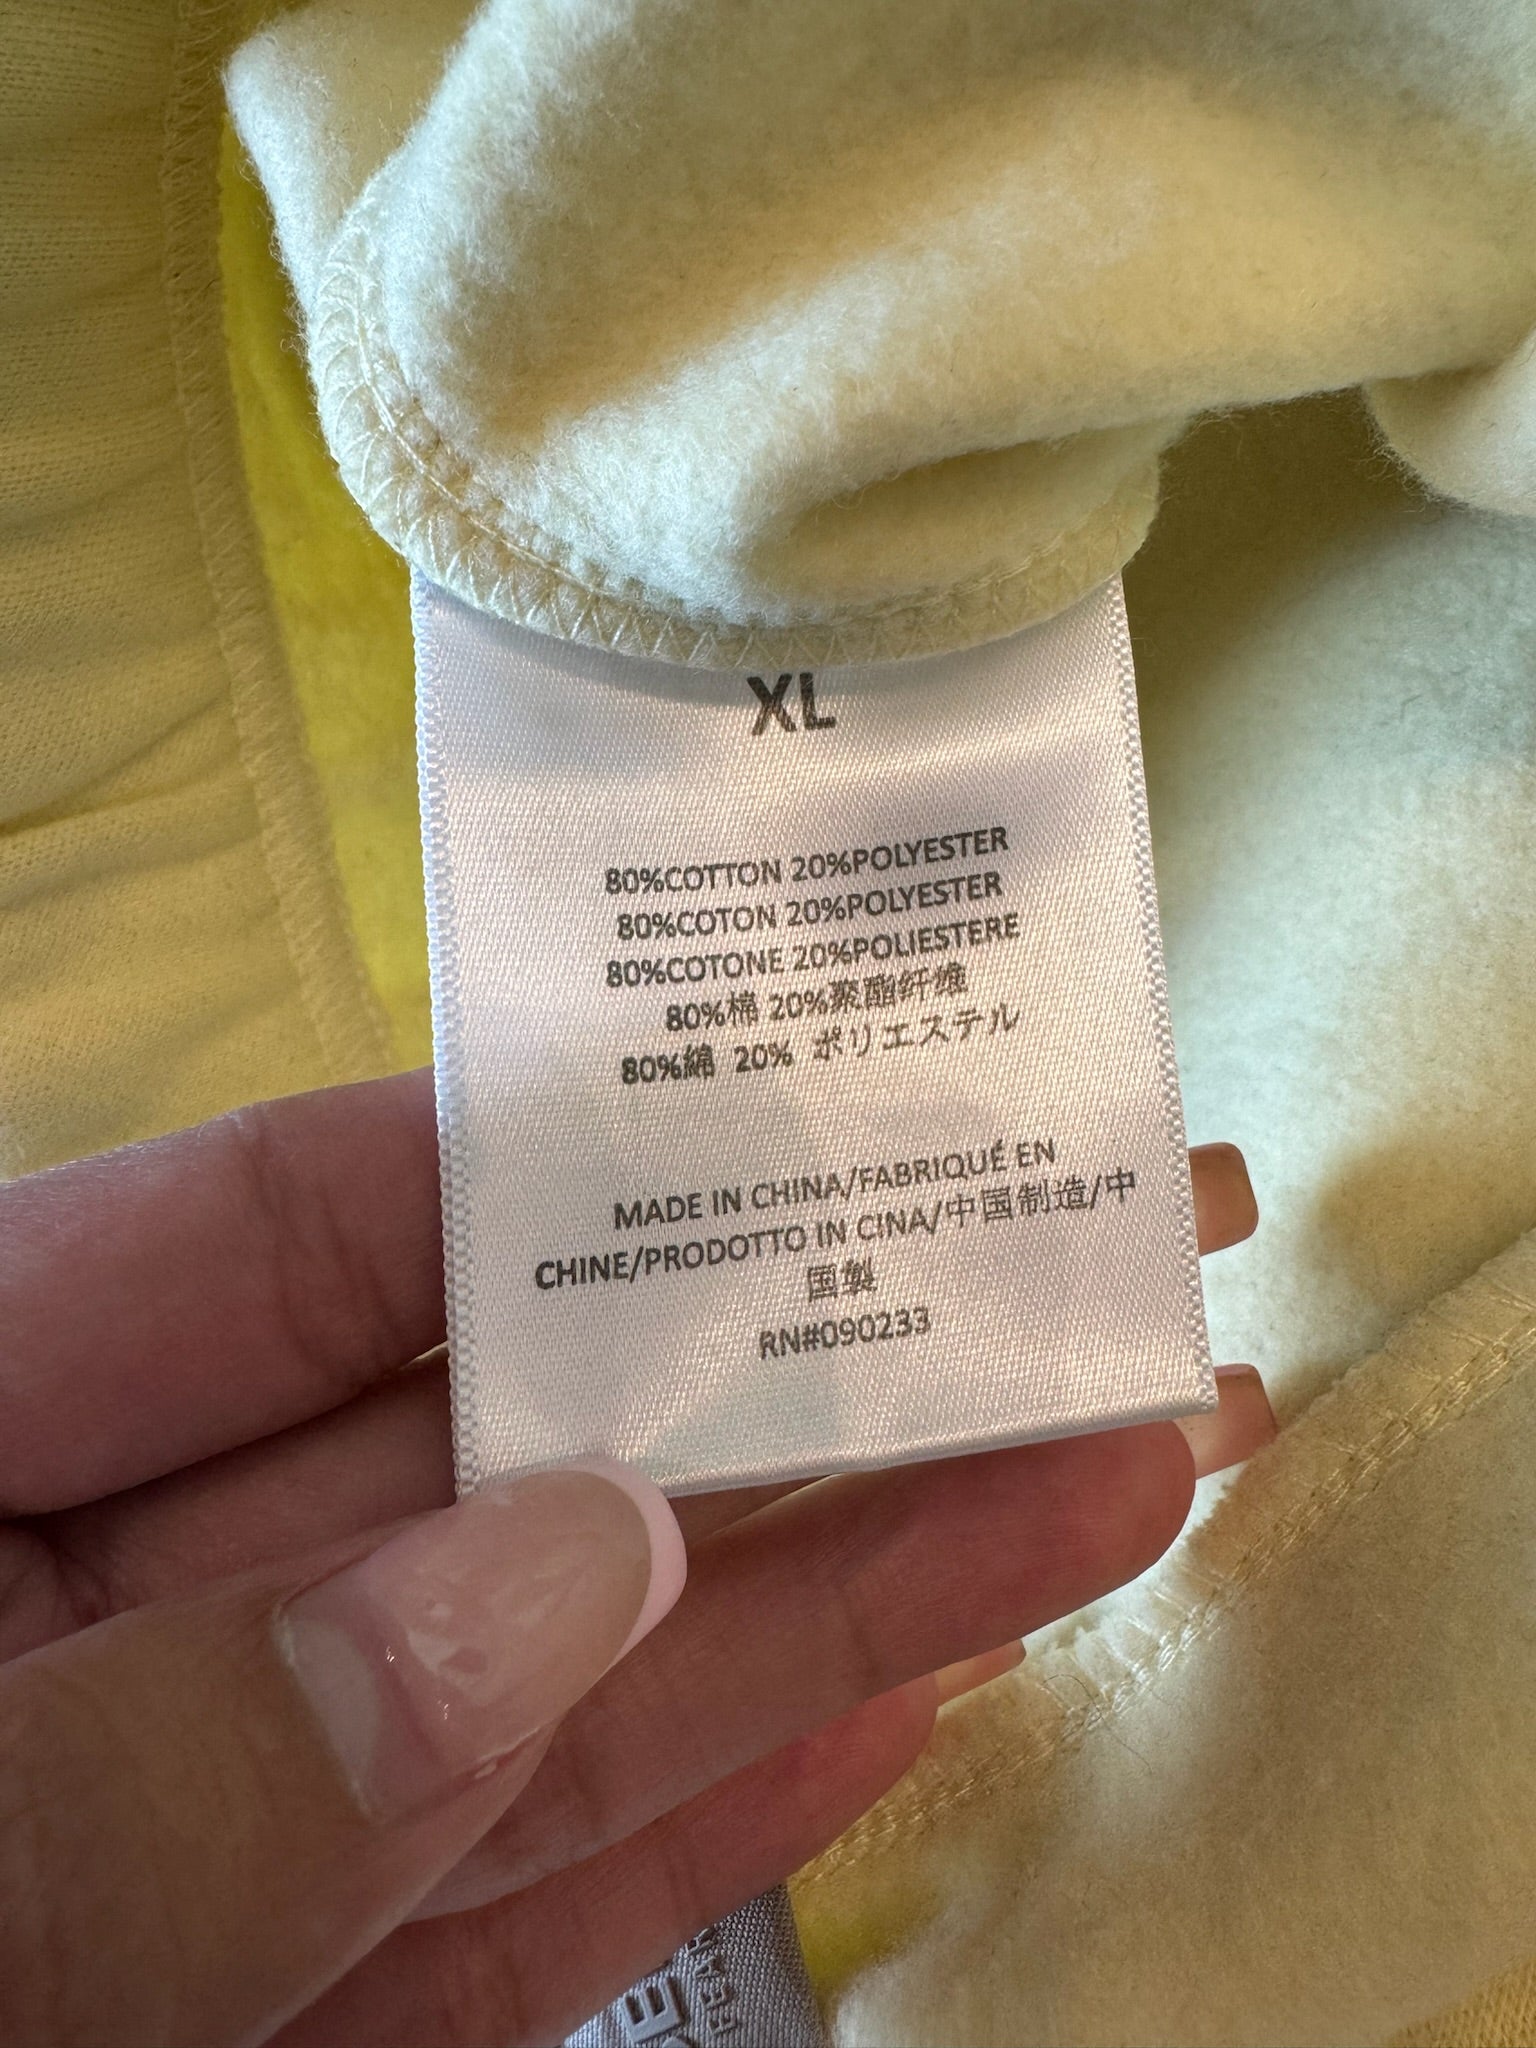 XL
80%COTTON 20%POLYESTER
80%COTON 20%POLYESTER
80%COTONE 20%POLIESTERE
80%棉 20%聚酯纤维
80%綿 20% ポリエステル
MADE IN CHINA/FABRIQUÉ EN
CHINE/PRODOTTO IN CINA/中国制造/中
国製
RN#090233